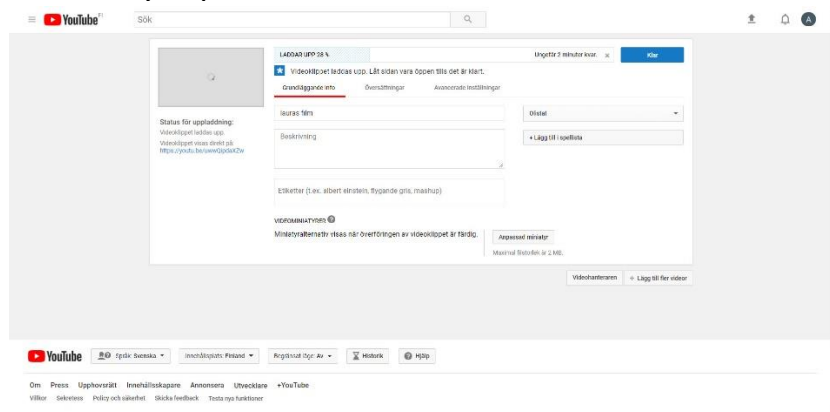 YouTube FI
Sök
A
LADDAR UPP 28 %
Ungefär 2 minuter kvar.
Klar
Videoklippet laddas upp. Låt sidan vara öppen tills det är klart.
Grundläggande info
Översättningar
Avancerade inställningar
Status för uppladdning:
Videoklippet laddas upp.
Videoklippet visas direkt på
lauras film
Olistat
Beskrivning
+ Lägg till i spellista
Etiketter (t.ex. albert einstein, flygande gris, mashup)
VIDEOMINIATYRER
Miniatyralternativ visas när överföringen av videoklippet är färdig.
Anpassad miniatyr
Maximal filstorlek är 2 MB.
Videohanteraren
+ Lägg till fler videor
YouTube
Språk: Svenska
Innehållsplats: Finland
Begränsat läge: Av
Historik
Hjälp
Om Press Upphovsrätt Innehållsskapare Annonsera Utvecklare +YouTube
Villkor Sekretess Policy och säkerhet Skicka feedback Testa nya funktioner